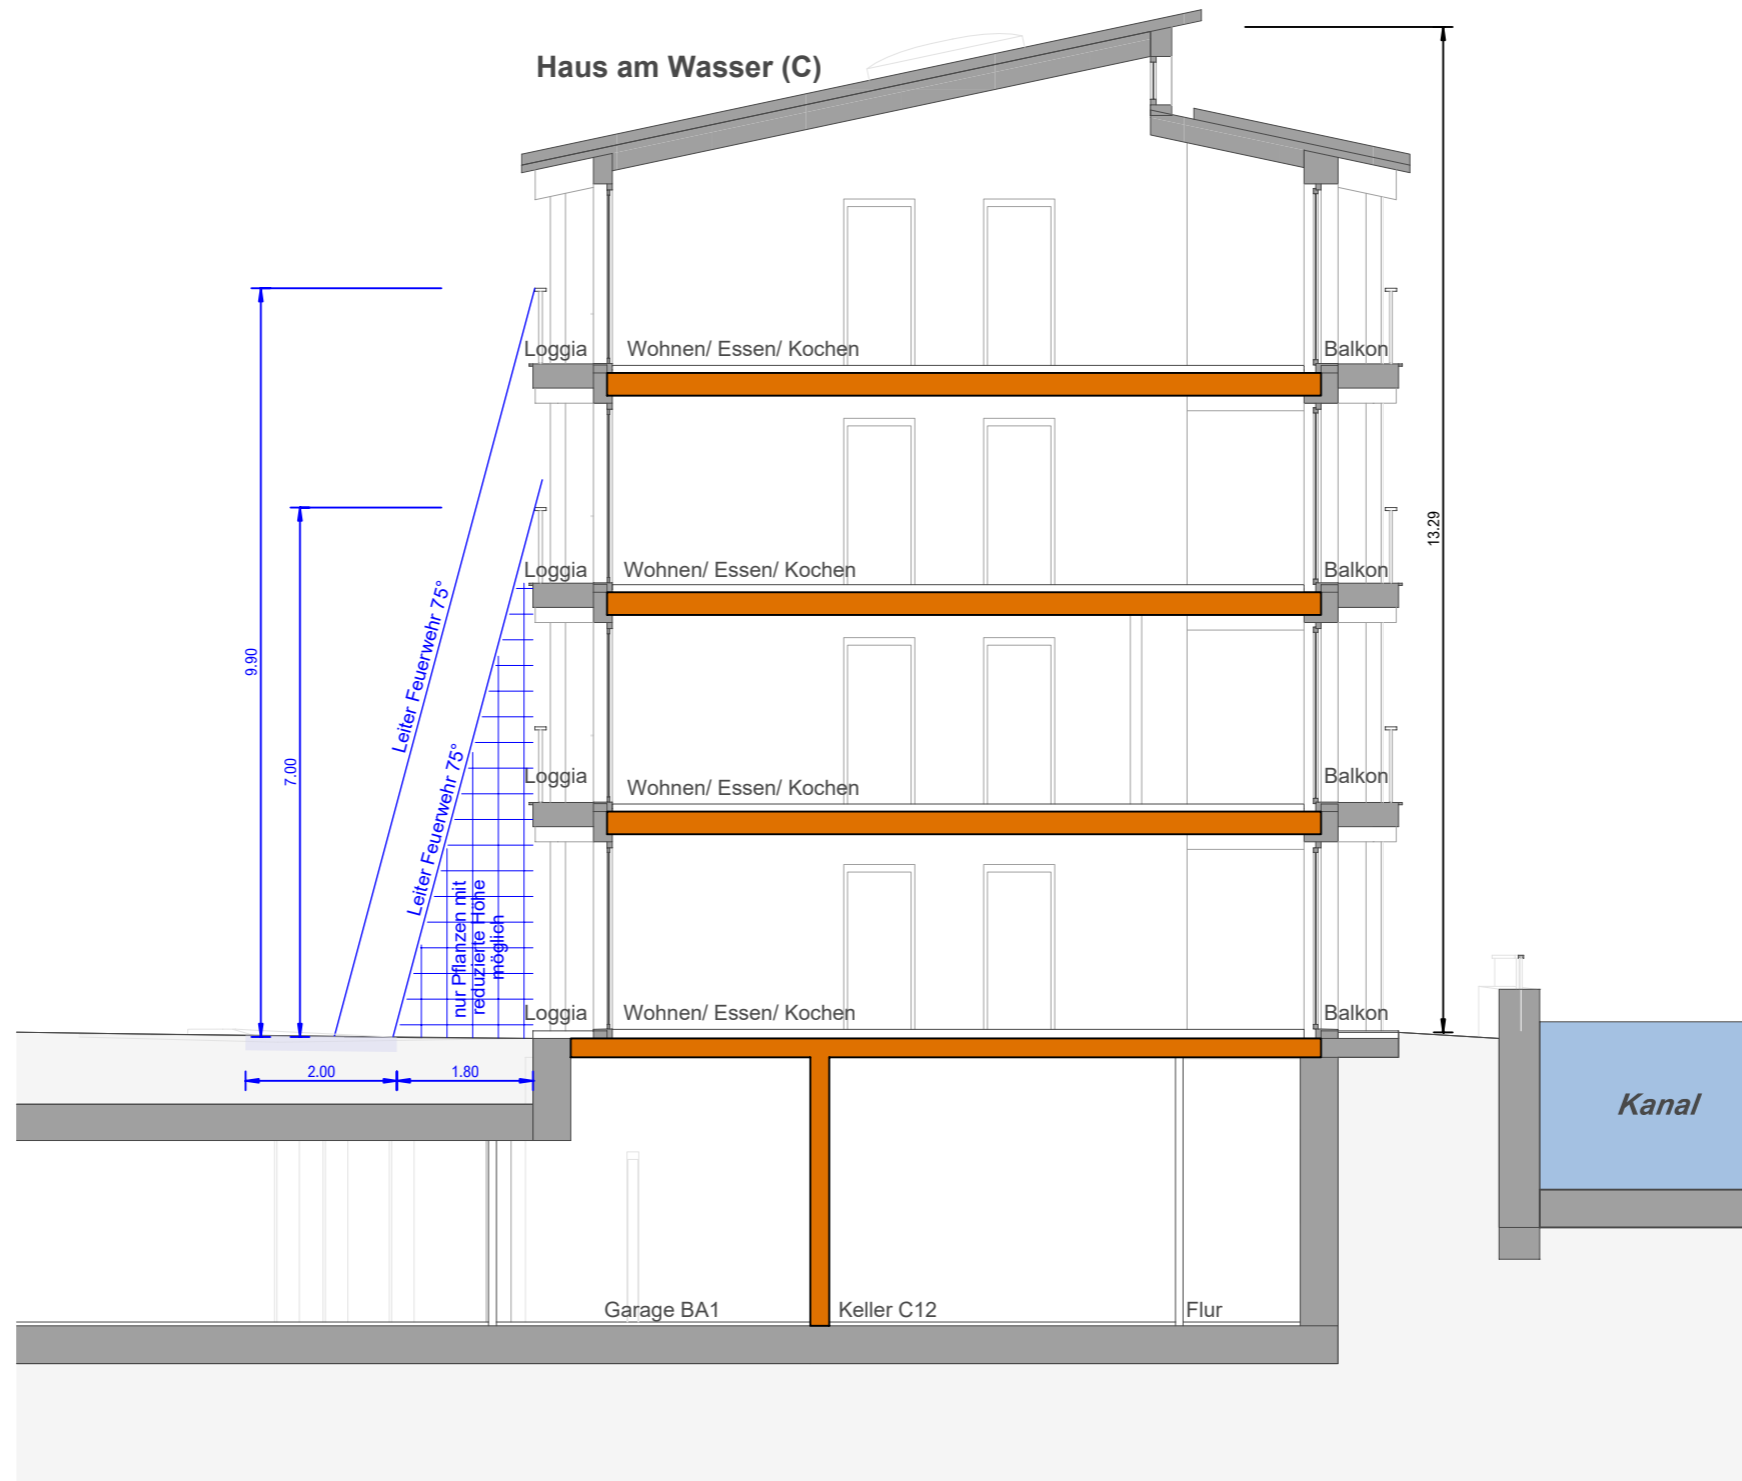 Haus am Wasser (C)
13.29
9.90
7.00
Loggia
Wohnen/ Essen/ Kochen
Balkon
Loggia
Wohnen/ Essen/ Kochen
Balkon
Leiter Feuerwehr 75°
Leiter Feuerwehr 75°
Loggia
Wohnen/ Essen/ Kochen
Balkon
nur Pflanzen mit
reduzierte Höhe
möglich
Loggia
Wohnen/ Essen/ Kochen
Balkon
2.00
1.80
Kanal
Garage BA1
Keller C12
Flur